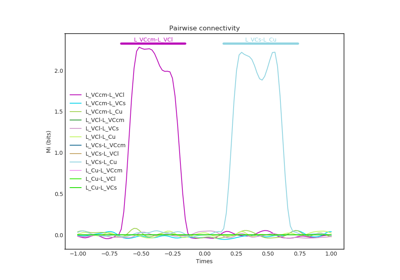 Pairwise connectivity
L_VCcm-L_VCl
L_VCs-L_Cu
2.0
1.5
1.0
0.5
0.0
MI (bits)
L_VCcm-L_VCl
L_VCcm-L_VCs
L_VCcm-L_Cu
L_VCl-L_VCcm
L_VCl-L_VCs
L_VCl-L_Cu
L_VCs-L_VCcm
L_VCs-L_VCl
L_VCs-L_Cu
L_Cu-L_VCcm
L_Cu-L_VCl
L_Cu-L_VCs
−1.00 −0.75 −0.50 −0.25 0.00 0.25 0.50 0.75 1.00
Times